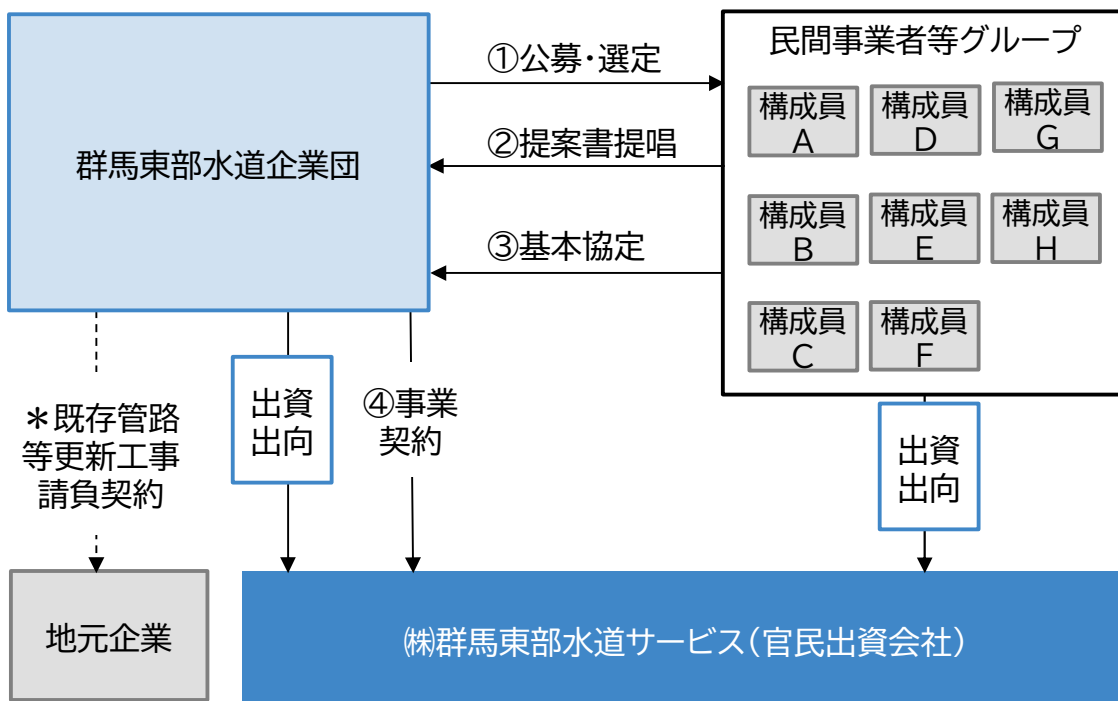 群馬東部水道企業団
①公募・選定
②提案書提唱
③基本協定
民間事業者等グループ
構成員
A
構成員
D
構成員
G
構成員
B
構成員
E
構成員
H
構成員
C
構成員
F
＊既存管路
等更新工事
請負契約
出資
出向
④事業
契約
出資
出向
地元企業
㈱群馬東部水道サービス（官民出資会社）